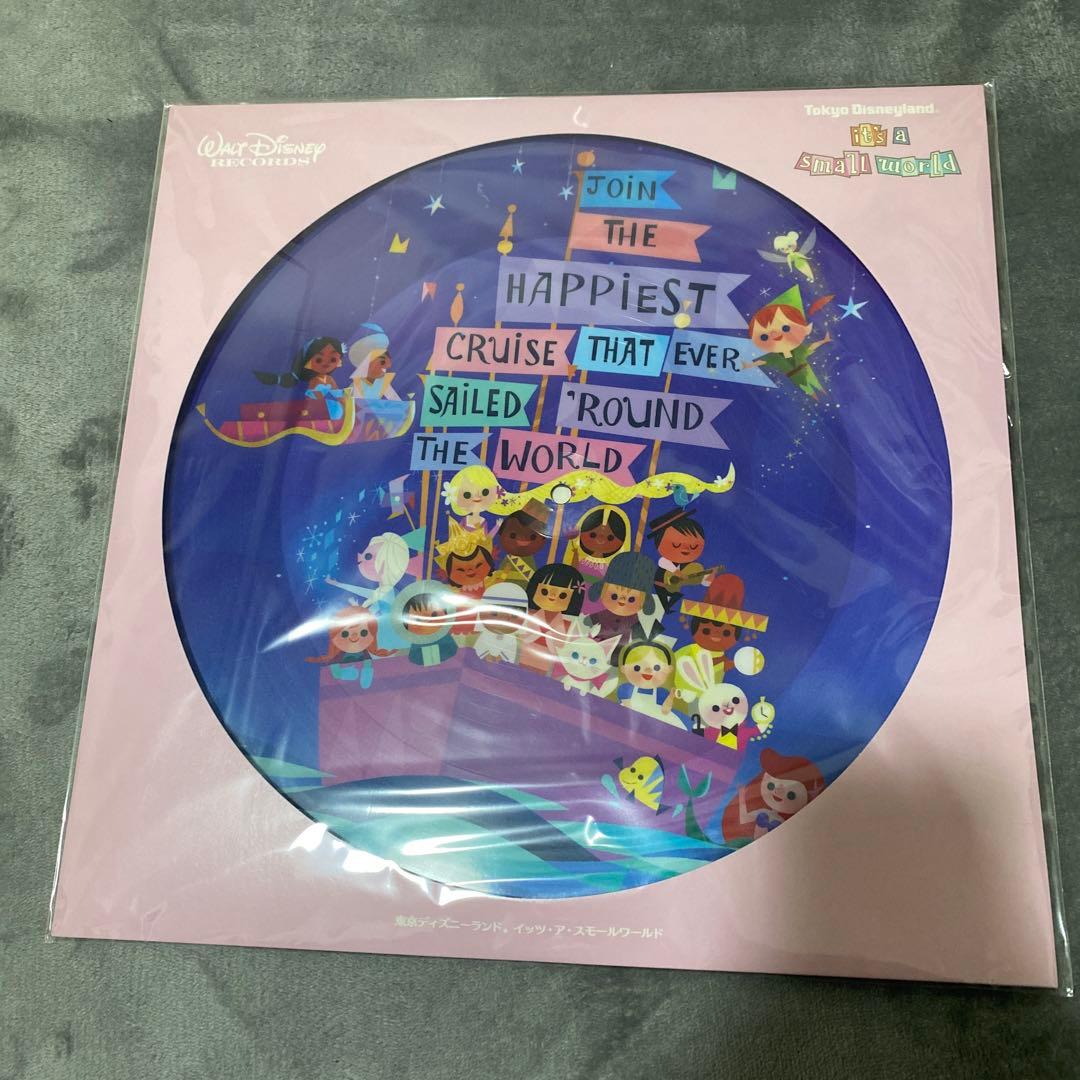 WALT DISNEY
RECORDS
Tokyo Disneyland®
it's a
small world
JOIN
THE
HAPPIEST
CRUISE THAT EVER
SAILED 'ROUND
THE WORLD
東京ディズニーランド® イッツ・ア・スモールワールド